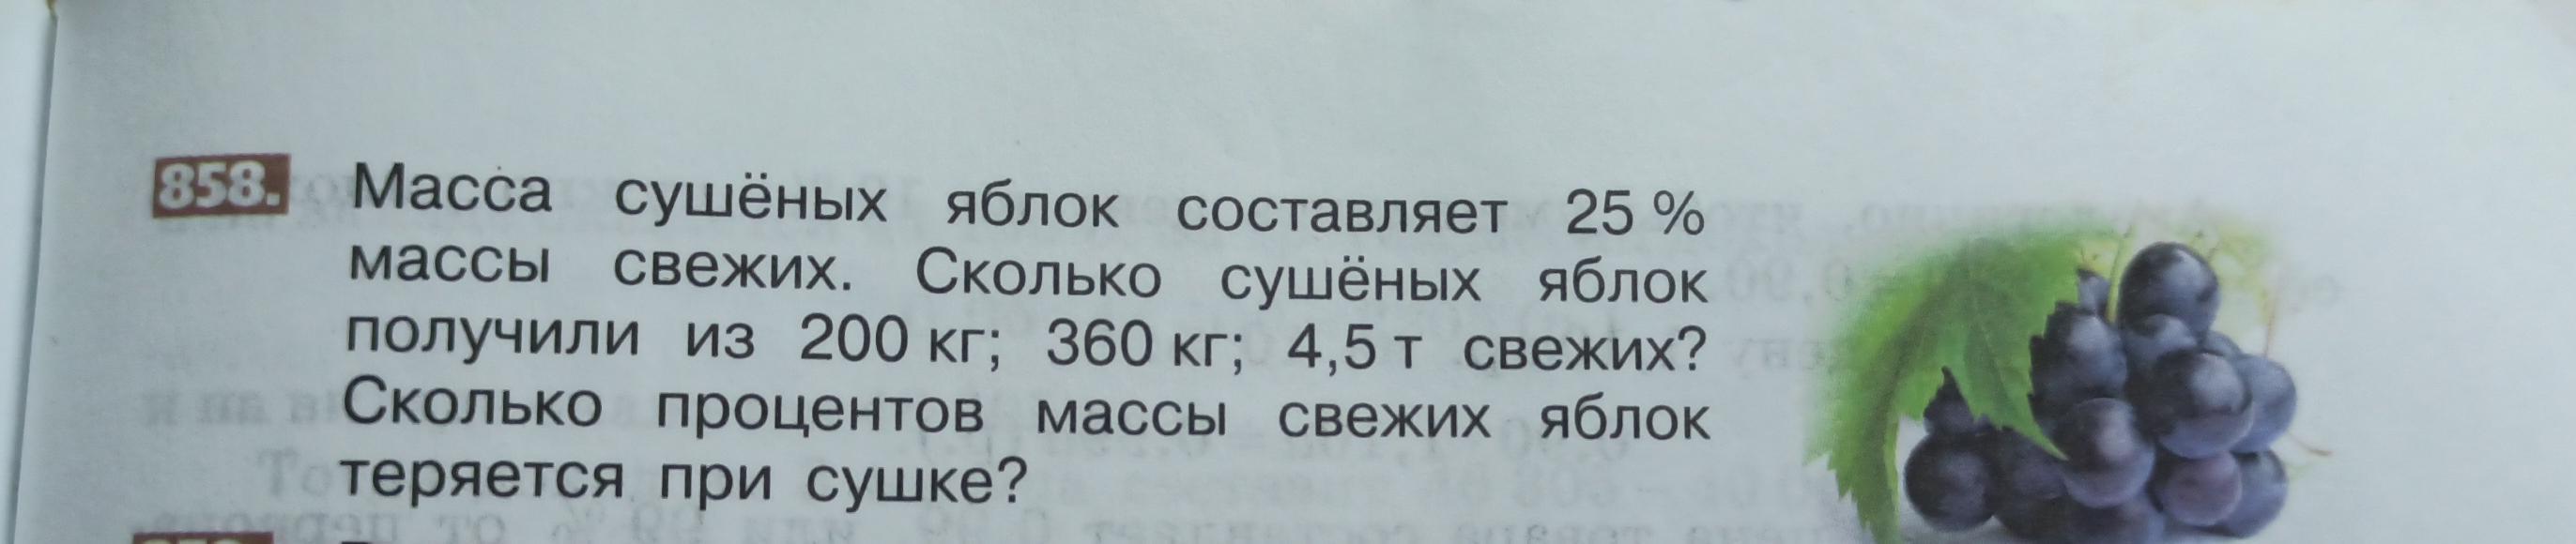 858. Масса сушёных яблок составляет 25 %
массы свежих. Сколько сушёных яблок
получили из 200 кг; 360 кг; 4,5 т свежих?
Сколько процентов массы свежих яблок
теряется при сушке?